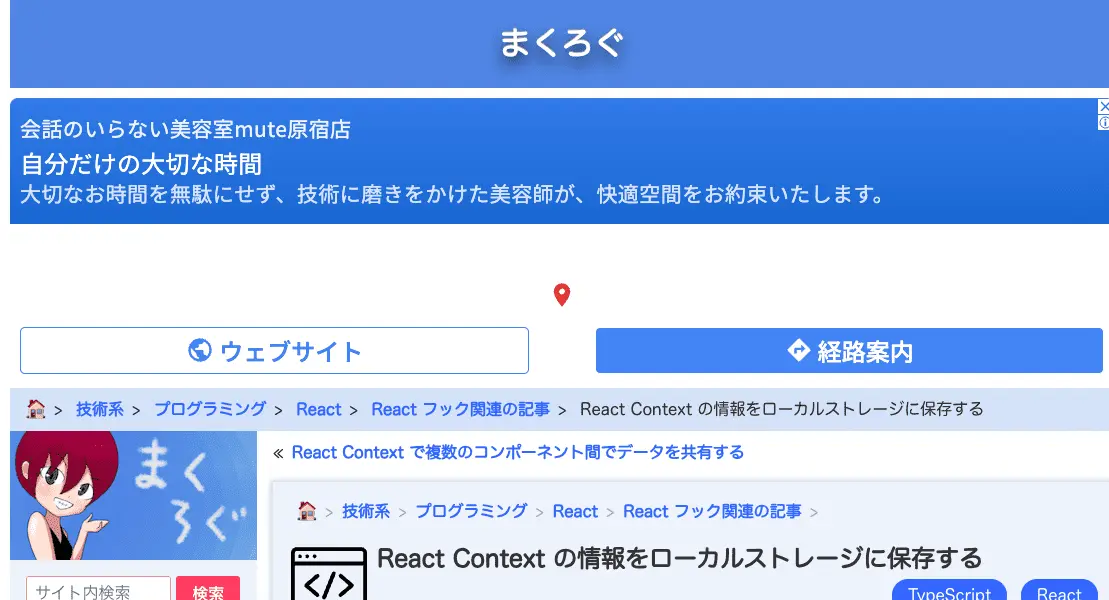 まくろぐ
会話のいらない美容室mute原宿店
自分だけの大切な時間
大切なお時間を無駄にせず、技術に磨きをかけた美容師が、快適空間をお約束いたします。
ウェブサイト
経路案内
> 技術系 > プログラミング > React > React フック関連の記事 > React Context の情報をローカルストレージに保存する
まくろぐ
« React Context で複数のコンポーネント間でデータを共有する
> 技術系 > プログラミング > React > React フック関連の記事 >
</> React Context の情報をローカルストレージに保存する
サイト内検索 検索
TypeScript React